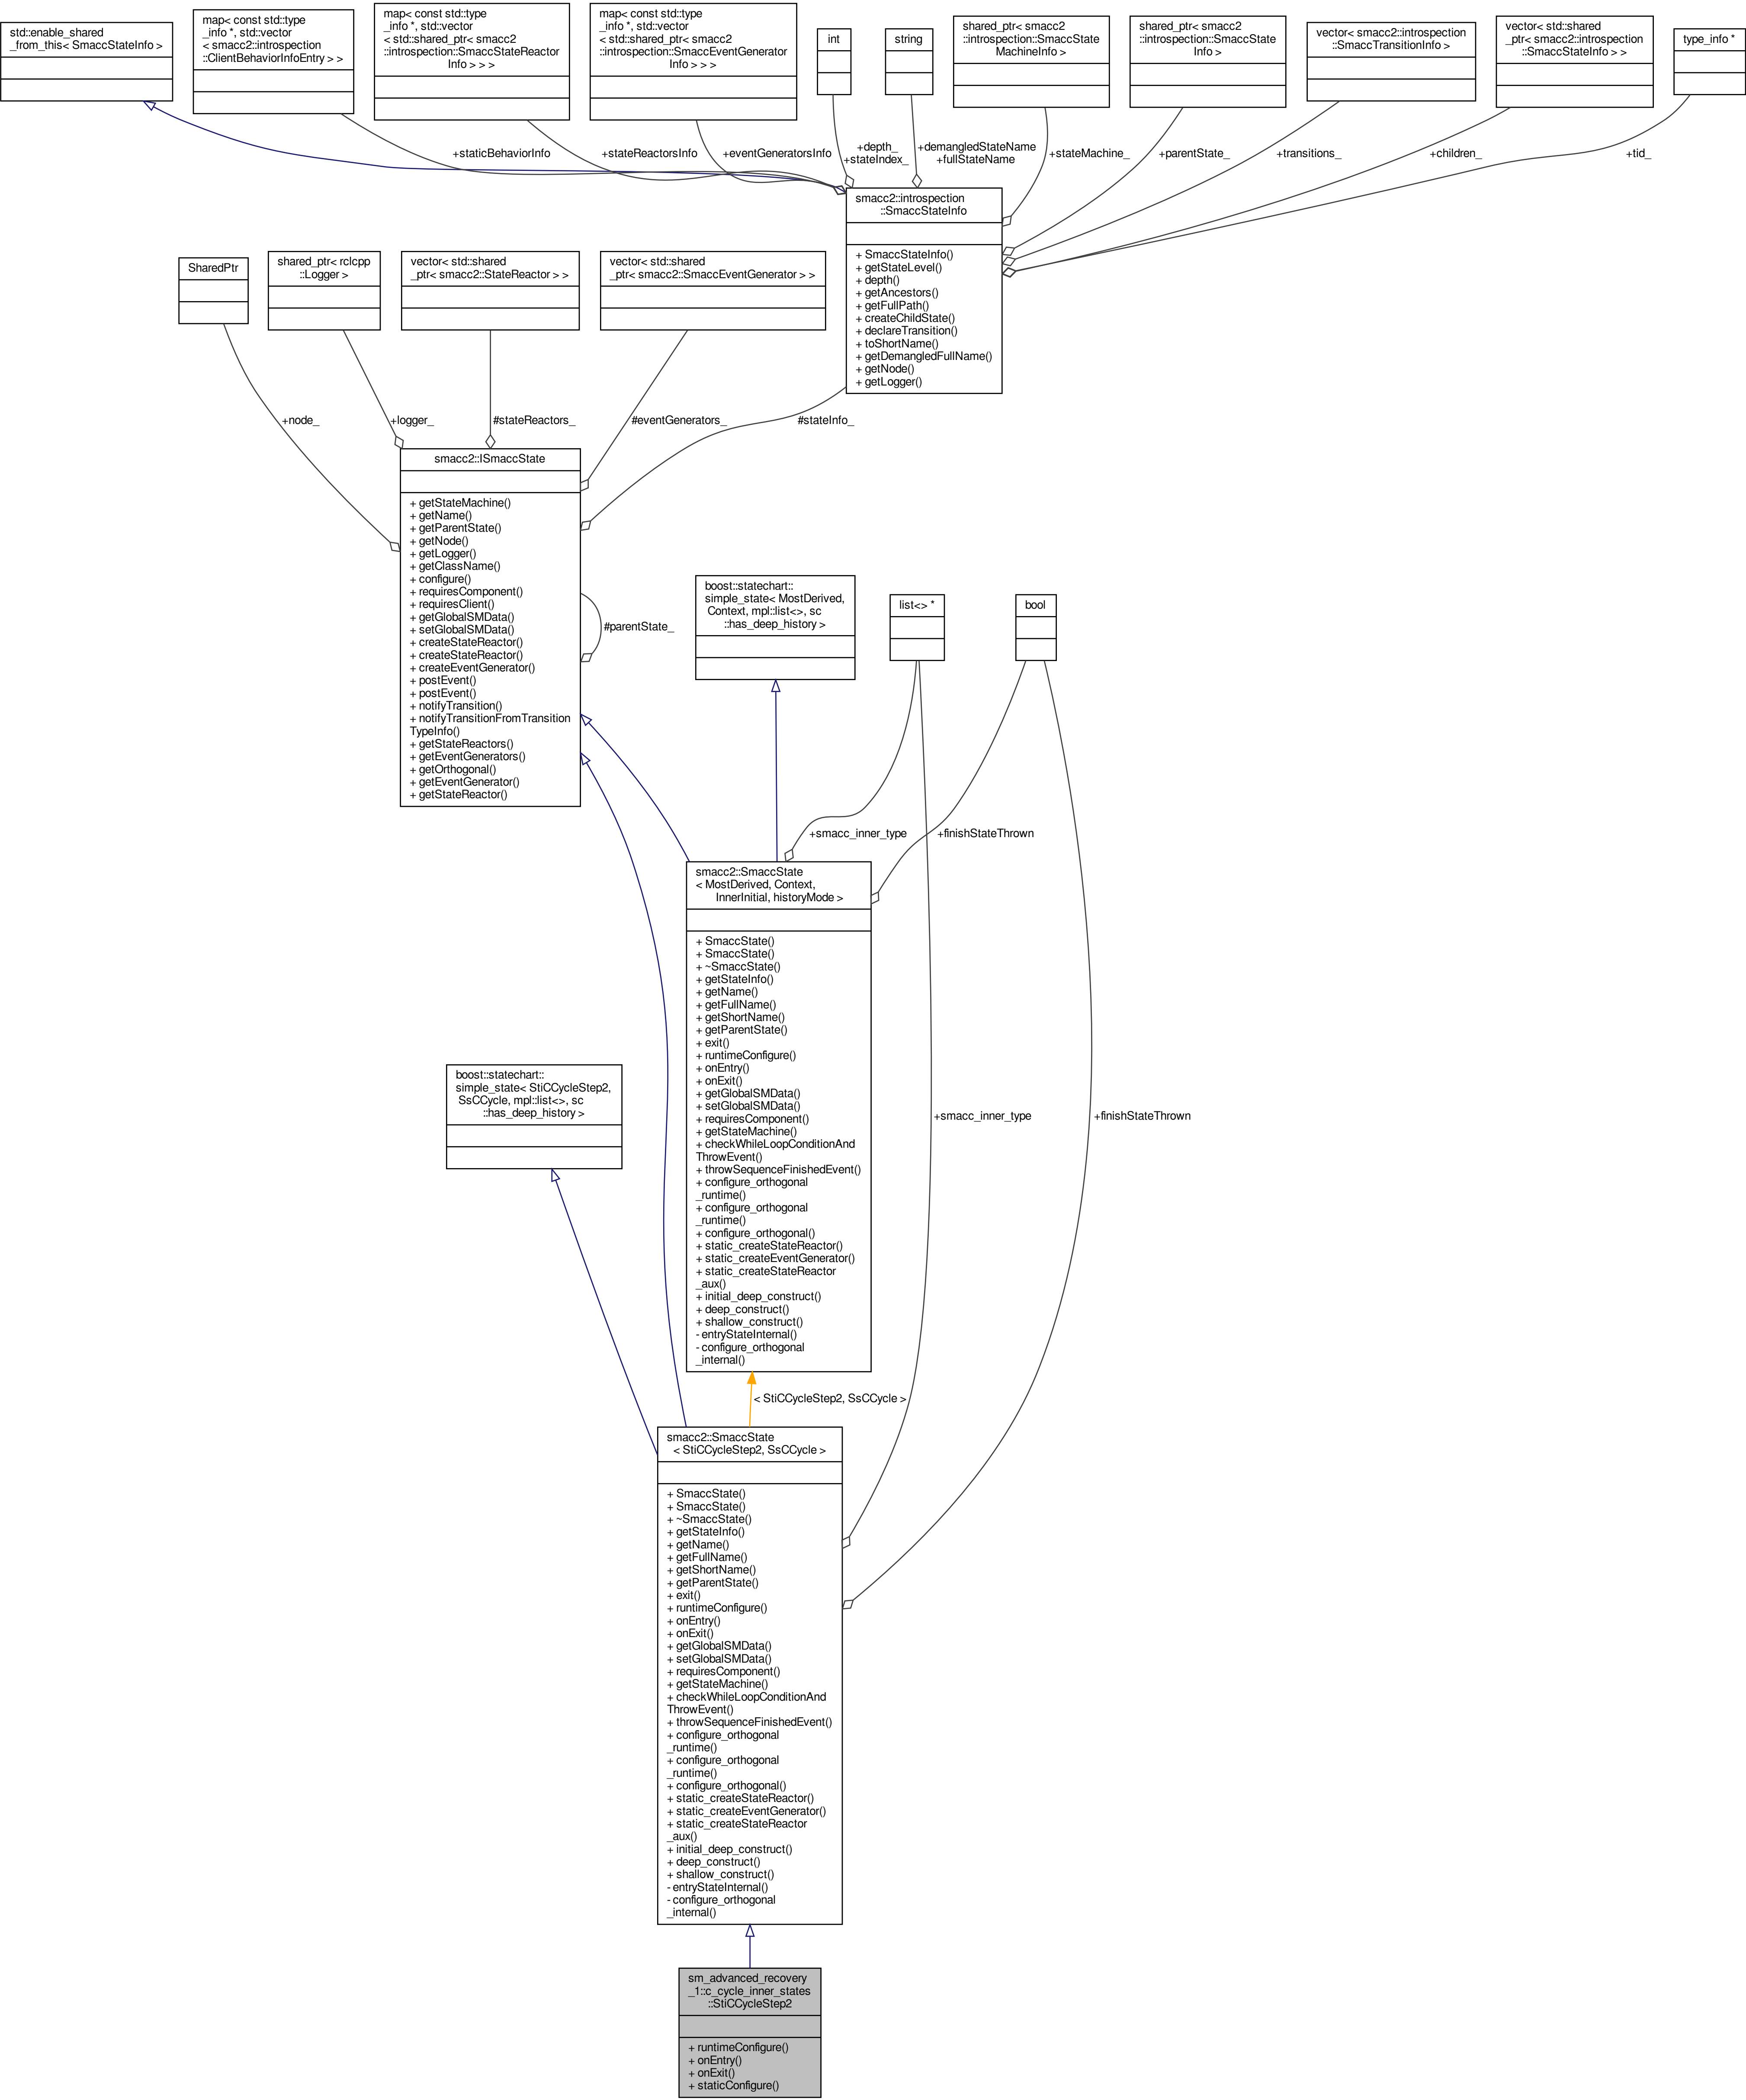 std::enable_shared
_from_this< SmaccStateInfo >
map< const std::type
_info *, std::vector
< smacc2::introspection
::ClientBehaviorInfoEntry > >
map< const std::type
_info *, std::vector
< std::shared_ptr< smacc2
::introspection::SmaccStateReactor
Info > > >
map< const std::type
_info *, std::vector
< std::shared_ptr< smacc2
::introspection::SmaccEventGenerator
Info > > >
int
string
shared_ptr< smacc2
::introspection::SmaccState
MachineInfo >
shared_ptr< smacc2
::introspection::SmaccState
Info >
vector< smacc2::introspection
::SmaccTransitionInfo >
vector< std::shared
_ptr< smacc2::introspection
::SmaccStateInfo > >
type_info *
+staticBehaviorInfo
+stateReactorsInfo
+eventGeneratorsInfo
+depth_
+stateIndex_
+demangledStateName
+fullStateName
+stateMachine_
+parentState_
+transitions_
+children_
+tid_
smacc2::introspection
::SmaccStateInfo
+ SmaccStateInfo()
+ getStateLevel()
+ depth()
+ getAncestors()
+ getFullPath()
+ createChildState()
+ declareTransition()
+ toShortName()
+ getDemangledFullName()
+ getNode()
+ getLogger()
SharedPtr
shared_ptr< rclcpp
::Logger >
vector< std::shared
_ptr< smacc2::StateReactor > >
vector< std::shared
_ptr< smacc2::SmaccEventGenerator > >
+node_
+logger_
#stateReactors_
#eventGenerators_
#stateInfo_
smacc2::ISmaccState
+ getStateMachine()
+ getName()
+ getParentState()
+ getNode()
+ getLogger()
+ getClassName()
+ configure()
+ requiresComponent()
+ requiresClient()
+ getGlobalSMData()
+ setGlobalSMData()
+ createStateReactor()
+ createStateReactor()
+ createEventGenerator()
+ postEvent()
+ postEvent()
+ notifyTransition()
+ notifyTransitionFromTransition
TypeInfo()
+ getStateReactors()
+ getEventGenerators()
+ getOrthogonal()
+ getEventGenerator()
+ getStateReactor()
#parentState_
boost::statechart::
simple_state< MostDerived,
Context, mpl::list<>, sc
::has_deep_history >
list<> *
bool
+smacc_inner_type
+finishStateThrown
smacc2::SmaccState
< MostDerived, Context,
InnerInitial, historyMode >
+ SmaccState()
+ SmaccState()
+ ~SmaccState()
+ getStateInfo()
+ getName()
+ getFullName()
+ getShortName()
+ getParentState()
+ exit()
+ runtimeConfigure()
+ onEntry()
+ onExit()
+ getGlobalSMData()
+ setGlobalSMData()
+ requiresComponent()
+ getStateMachine()
+ checkWhileLoopConditionAnd
ThrowEvent()
+ throwSequenceFinishedEvent()
+ configure_orthogonal
_runtime()
+ configure_orthogonal
_runtime()
+ configure_orthogonal()
+ static_createStateReactor()
+ static_createEventGenerator()
+ static_createStateReactor
_aux()
+ initial_deep_construct()
+ deep_construct()
+ shallow_construct()
- entryStateInternal()
- configure_orthogonal
_internal()
boost::statechart::
simple_state< StiCCycleStep2,
SsCCycle, mpl::list<>, sc
::has_deep_history >
+smacc_inner_type
+finishStateThrown
< StiCCycleStep2, SsCCycle >
smacc2::SmaccState
< StiCCycleStep2, SsCCycle >
+ SmaccState()
+ SmaccState()
+ ~SmaccState()
+ getStateInfo()
+ getName()
+ getFullName()
+ getShortName()
+ getParentState()
+ exit()
+ runtimeConfigure()
+ onEntry()
+ onExit()
+ getGlobalSMData()
+ setGlobalSMData()
+ requiresComponent()
+ getStateMachine()
+ checkWhileLoopConditionAnd
ThrowEvent()
+ throwSequenceFinishedEvent()
+ configure_orthogonal
_runtime()
+ configure_orthogonal
_runtime()
+ configure_orthogonal()
+ static_createStateReactor()
+ static_createEventGenerator()
+ static_createStateReactor
_aux()
+ initial_deep_construct()
+ deep_construct()
+ shallow_construct()
- entryStateInternal()
- configure_orthogonal
_internal()
sm_advanced_recovery
_1::c_cycle_inner_states
::StiCCycleStep2
+ runtimeConfigure()
+ onEntry()
+ onExit()
+ staticConfigure()